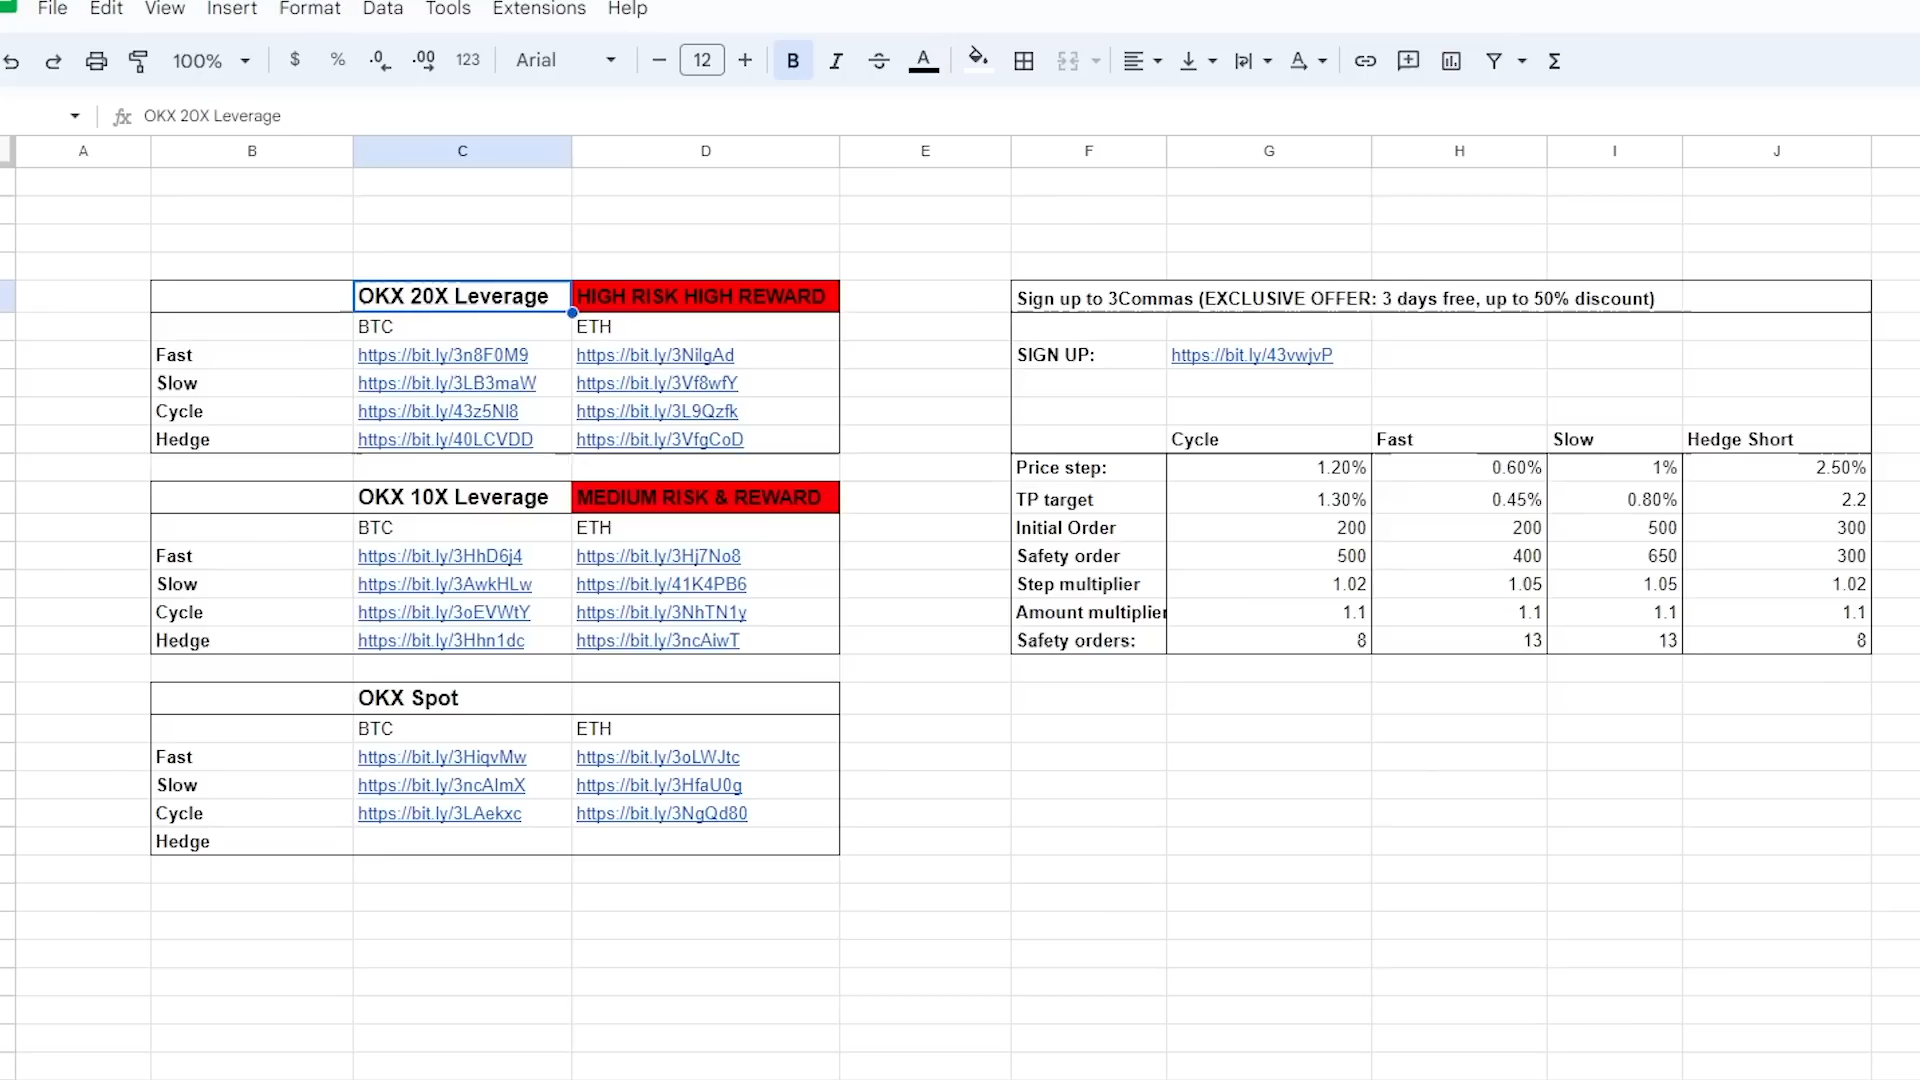 File Edit View Insert Format Data Tools Extensions Help
100% $ % .0 .00 123 Arial 12 B I A Σ
fx OKX 20X Leverage
A B C D E F G H I J
OKX 20X Leverage HIGH RISK HIGH REWARD
BTC ETH
Fast https://bit.ly/3n8F0M9 https://bit.ly/3NilgAd
Slow https://bit.ly/3LB3maW https://bit.ly/3Vf8wfY
Cycle https://bit.ly/43z5NI8 https://bit.ly/3L9Qzfk
Hedge https://bit.ly/40LCVDD https://bit.ly/3VfgCoD
OKX 10X Leverage MEDIUM RISK & REWARD
BTC ETH
Fast https://bit.ly/3HhD6j4 https://bit.ly/3Hj7No8
Slow https://bit.ly/3AwkHLw https://bit.ly/41K4PB6
Cycle https://bit.ly/3oEVWtY https://bit.ly/3NhTN1y
Hedge https://bit.ly/3Hhn1dc https://bit.ly/3ncAiwT
OKX Spot
BTC ETH
Fast https://bit.ly/3HiqvMw https://bit.ly/3oLWJtc
Slow https://bit.ly/3ncAlmX https://bit.ly/3HfaU0g
Cycle https://bit.ly/3LAekxc https://bit.ly/3NgQd80
Hedge
Sign up to 3Commas (EXCLUSIVE OFFER: 3 days free, up to 50% discount)
SIGN UP: https://bit.ly/43vwjvP
Cycle Fast Slow Hedge Short
Price step: 1.20% 0.60% 1% 2.50%
TP target 1.30% 0.45% 0.80% 2.2
Initial Order 200 200 500 300
Safety order 500 400 650 300
Step multiplier 1.02 1.05 1.05 1.02
Amount multiplier 1.1 1.1 1.1 1.1
Safety orders: 8 13 13 8